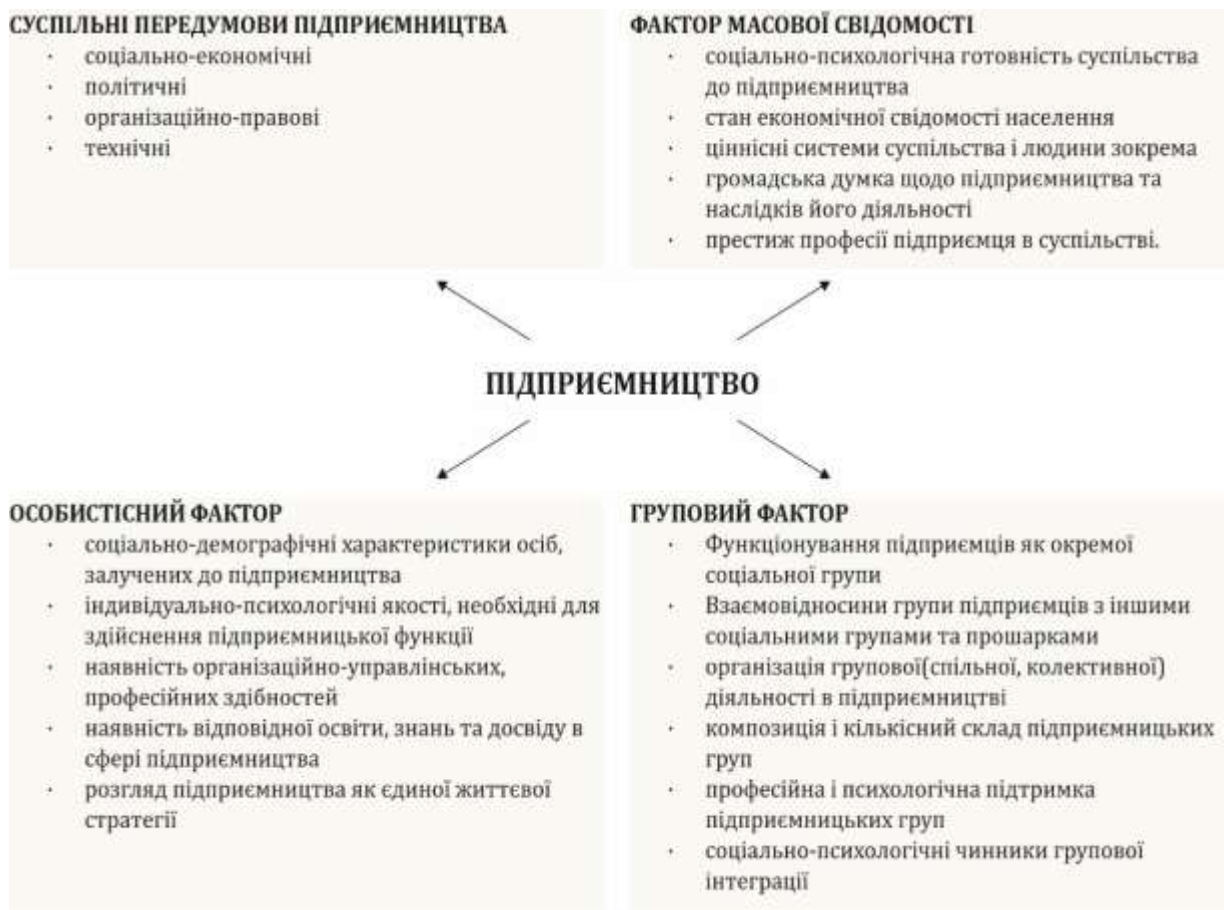 СУСПІЛЬНІ ПЕРЕДУМОВИ ПІДПРИЄМНИЦТВА
· соціально-економічні
· політичні
· організаційно-правові
· технічні
ФАКТОР МАСОВОЇ СВІДОМОСТІ
· соціально-психологічна готовність суспільства
до підприємництва
· стан економічної свідомості населення
· ціннісні системи суспільства і людини зокрема
· громадська думка щодо підприємництва та
наслідків його діяльності
· престиж професії підприємця в суспільстві.
ПІДПРИЄМНИЦТВО
ОСОБИСТІСНИЙ ФАКТОР
· соціально-демографічні характеристики осіб,
залучених до підприємництва
· індивідуально-психологічні якості, необхідні для
здійснення підприємницької функції
· наявність організаційно-управлінських,
професійних здібностей
· наявність відповідної освіти, знань та досвіду в
сфері підприємництва
· розгляд підприємництва як єдиної життєвої
стратегії
ГРУПОВИЙ ФАКТОР
· Функціонування підприємців як окремої
соціальної групи
· Взаємовідносини групи підприємців з іншими
соціальними групами та прошарками
· організація групової(спільної, колективної)
діяльності в підприємництві
· композиція і кількісний склад підприємницьких
груп
· професійна і психологічна підтримка
підприємницьких груп
· соціально-психологічні чинники групової
інтеграції